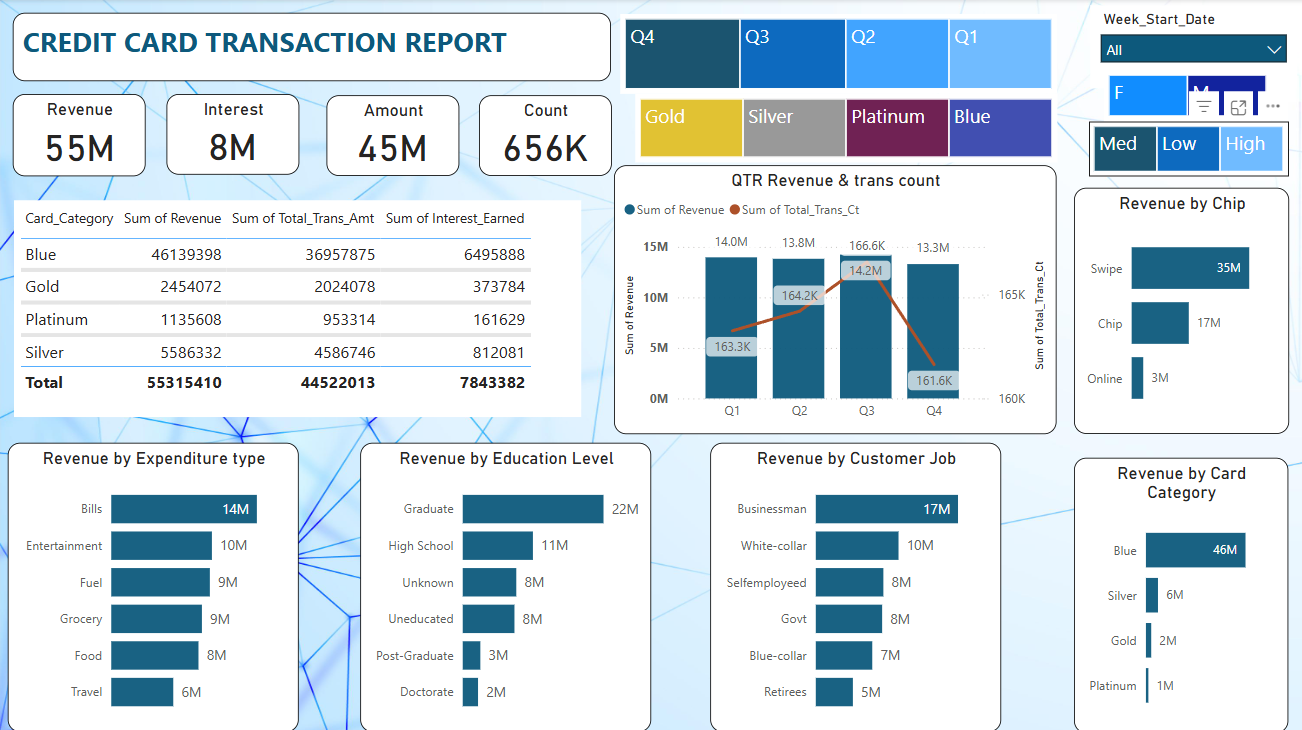 CREDIT CARD TRANSACTION REPORT
Q4 Q3 Q2 Q1
Week_Start_Date
All
F M
Gold Silver Platinum Blue
Med Low High
Revenue
55M
Interest
8M
Amount
45M
Count
656K
Card_Category Sum of Revenue Sum of Total_Trans_Amt Sum of Interest_Earned
Blue 46139398 36957875 6495888
Gold 2454072 2024078 373784
Platinum 1135608 953314 161629
Silver 5586332 4586746 812081
Total 55315410 44522013 7843382
QTR Revenue & trans count
Sum of Revenue Sum of Total_Trans_Ct
Sum of Revenue
15M
10M
5M
0M
14.0M 13.8M 166.6K 13.3M
14.2M
164.2K
163.3K
161.6K
Q1 Q2 Q3 Q4
165K
160K
Sum of Total_Trans_Ct
Revenue by Chip
Swipe 35M
Chip 17M
Online 3M
Revenue by Expenditure type
Bills 14M
Entertainment 10M
Fuel 9M
Grocery 9M
Food 8M
Travel 6M
Revenue by Education Level
Graduate 22M
High School 11M
Unknown 8M
Uneducated 8M
Post-Graduate 3M
Doctorate 2M
Revenue by Customer Job
Businessman 17M
White-collar 10M
Selfemployeed 8M
Govt 8M
Blue-collar 7M
Retirees 5M
Revenue by Card
Category
Blue 46M
Silver 6M
Gold 2M
Platinum 1M